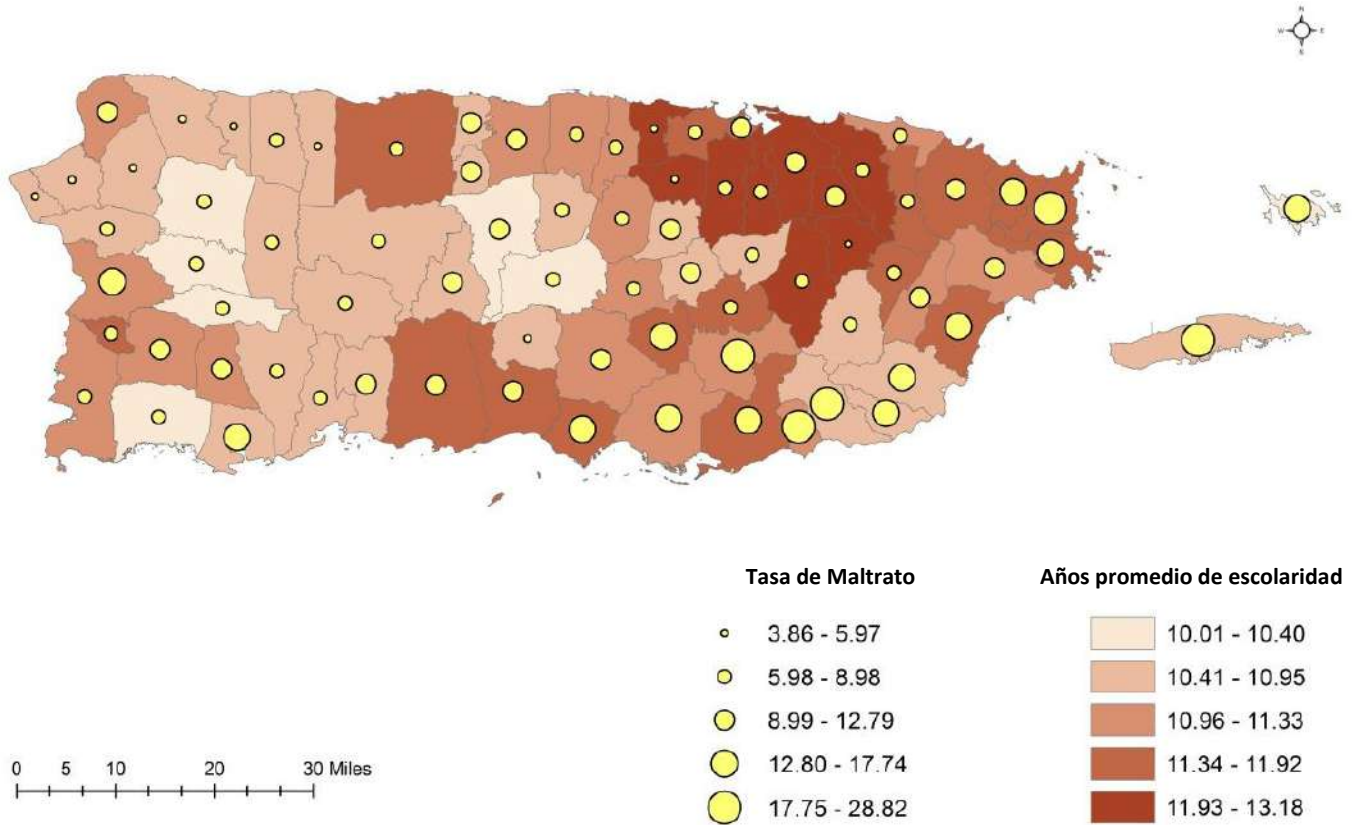 N
W E
S
Tasa de Maltrato
3.86 - 5.97
5.98 - 8.98
8.99 - 12.79
12.80 - 17.74
17.75 - 28.82
Años promedio de escolaridad
10.01 - 10.40
10.41 - 10.95
10.96 - 11.33
11.34 - 11.92
11.93 - 13.18
0 5 10 20 30 Miles